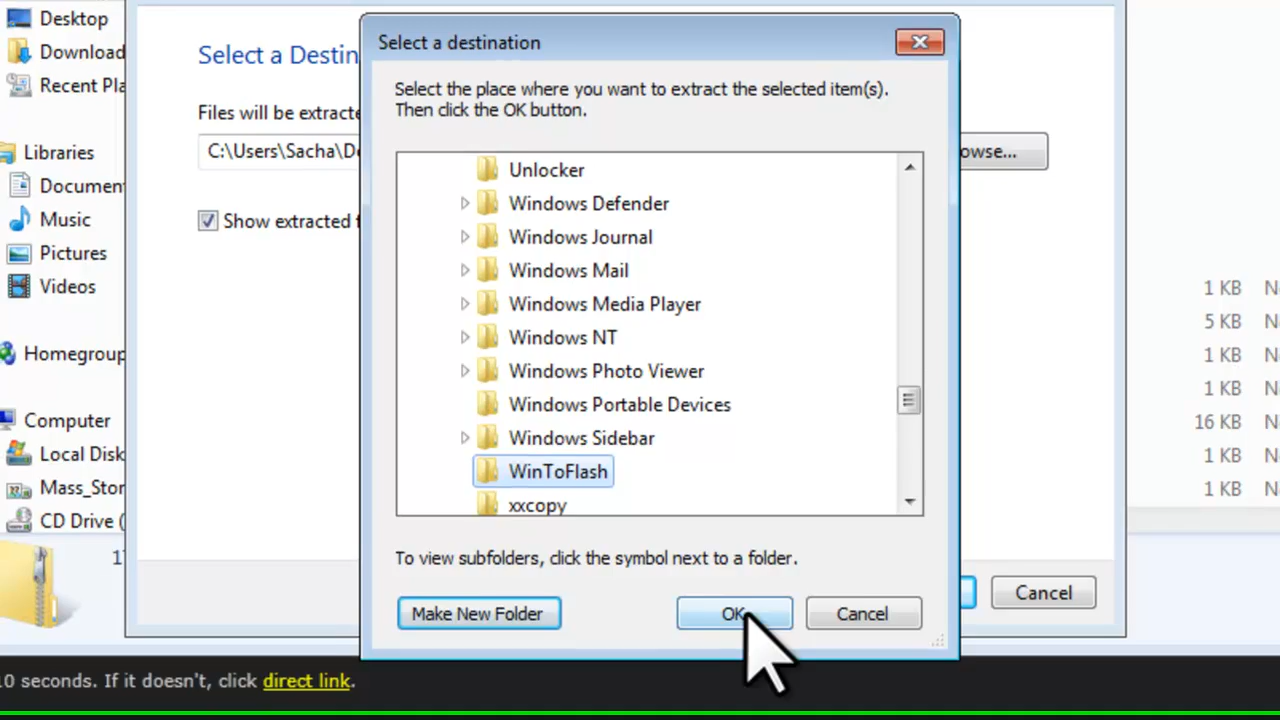 Desktop
Download
Recent Pla
Libraries
Documen
Music
Pictures
Videos
Homegroup
Computer
Local Disk
Mass_Stor
CD Drive (
Select a Destin
Files will be extracte
C:\Users\Sacha\De
owse...
Show extracted f
Select a destination
Select the place where you want to extract the selected item(s).
Then click the OK button.
Unlocker
Windows Defender
Windows Journal
Windows Mail
Windows Media Player
Windows NT
Windows Photo Viewer
Windows Portable Devices
Windows Sidebar
WinToFlash
xxcopy
To view subfolders, click the symbol next to a folder.
Make New Folder
OK
Cancel
Cancel
1 KB N
5 KB N
1 KB N
1 KB N
16 KB N
1 KB N
1 KB N
10 seconds. If it doesn't, click direct link.